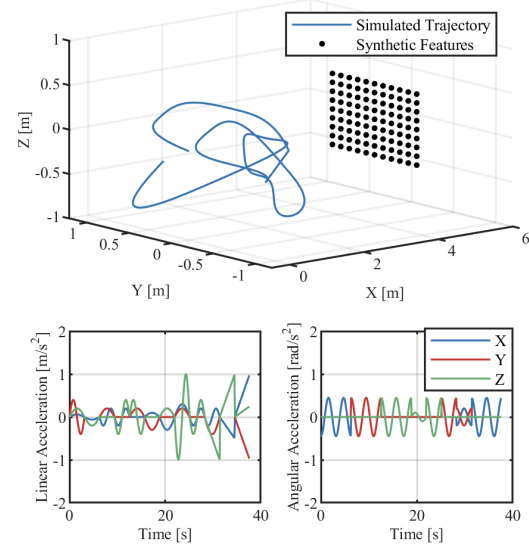 Simulated Trajectory
Synthetic Features
1
0.5
0
-0.5
-1
Z [m]
1
0.5
0
-0.5
-1
Y [m]
0
2
4
6
X [m]
2
1
0
-1
-2
Linear Acceleration [m/s²]
0
20
40
Time [s]
2
1
0
-1
-2
Angular Acceleration [rad/s²]
X
Y
Z
0
20
40
Time [s]